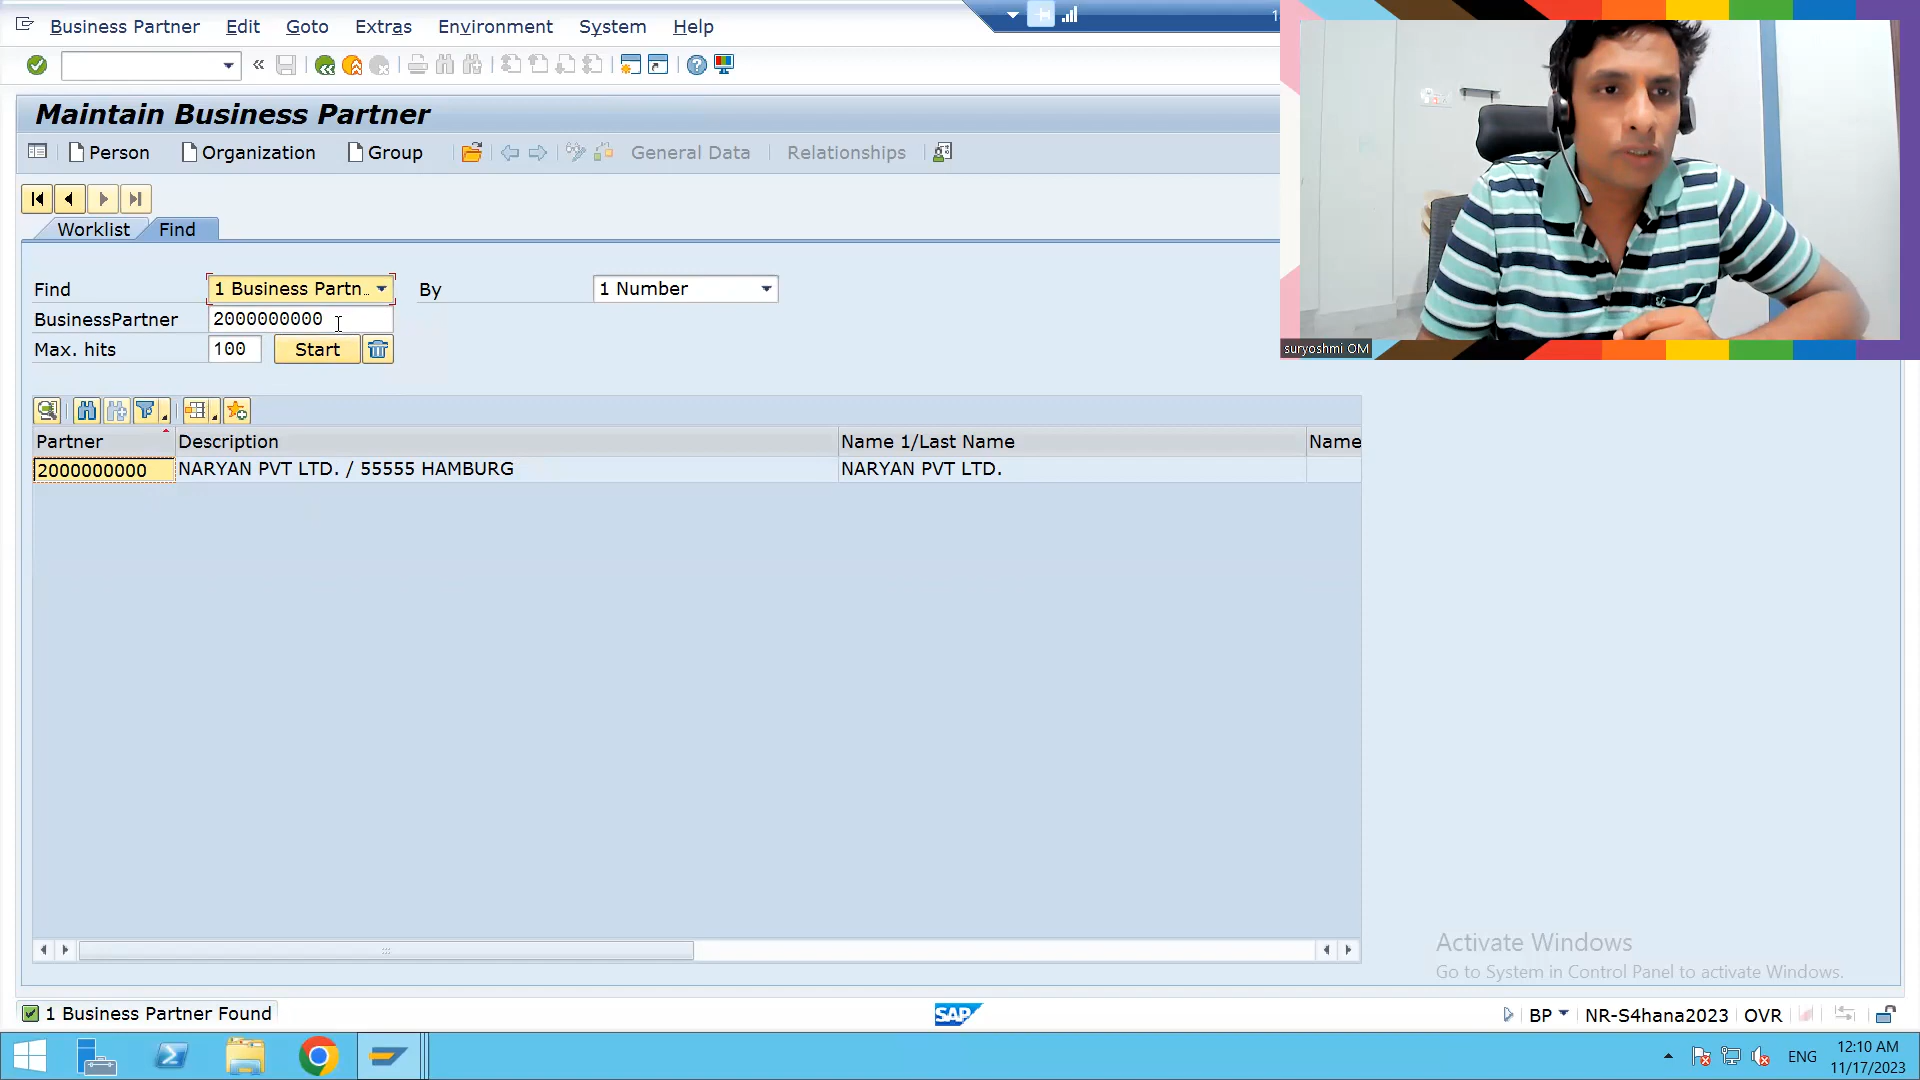 Business Partner Edit Goto Extras Environment System Help
Maintain Business Partner
Person Organization Group General Data Relationships
Worklist Find
Find 1 Business Partn.. By 1 Number
BusinessPartner 2000000000
Max. hits 100 Start
Partner Description Name 1/Last Name Name
2000000000 NARYAN PVT LTD. / 55555 HAMBURG NARYAN PVT LTD.
suryoshmi OM
Activate Windows
Go to System in Control Panel to activate Windows.
1 Business Partner Found SAP BP NR-S4hana2023 OVR
ENG 12:10 AM
11/17/2023